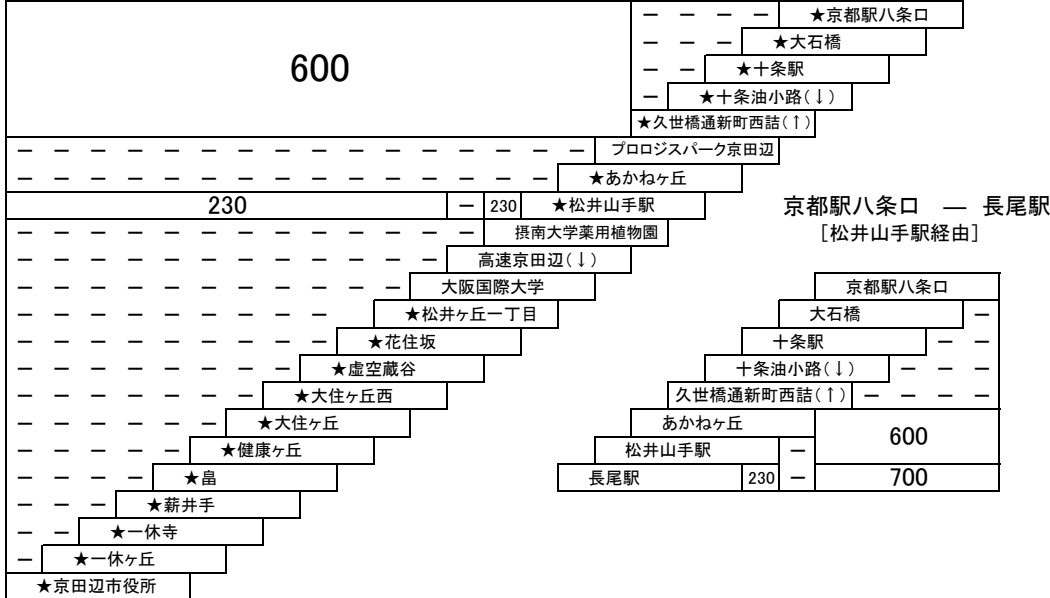 － － － － ★京都駅八条口
－ － － ★大石橋
600 － － ★十条駅
－ ★十条油小路(↓)
★久世橋通新町西詰(↑)
－ － － － － － － － － － － － － － － － プロロジスパーク京田辺
－ － － － － － － － － － － － － － － ★あかねヶ丘
230 － 230 ★松井山手駅
－ － － － － － － － － － － － － 摂南大学薬用植物園
－ － － － － － － － － － － － 高速京田辺(↓)
－ － － － － － － － － － － 大阪国際大学
－ － － － － － － － － ★松井ヶ丘一丁目
－ － － － － － － － － ★花住坂
－ － － － － － － － ★虚空蔵谷
－ － － － － － － ★大住ヶ丘西
－ － － － － － ★大住ヶ丘
－ － － － － ★健康ヶ丘
－ － － － ★畠
－ － － ★薪井手
－ － ★一休寺
－ ★一休ヶ丘
★京田辺市役所
京都駅八条口 ― 長尾駅
［松井山手駅経由］
京都駅八条口
大石橋 －
十条駅 － －
十条油小路(↓) － － －
久世橋通新町西詰(↑) － － － －
あかねヶ丘
松井山手駅 － 600
長尾駅 230 － 700